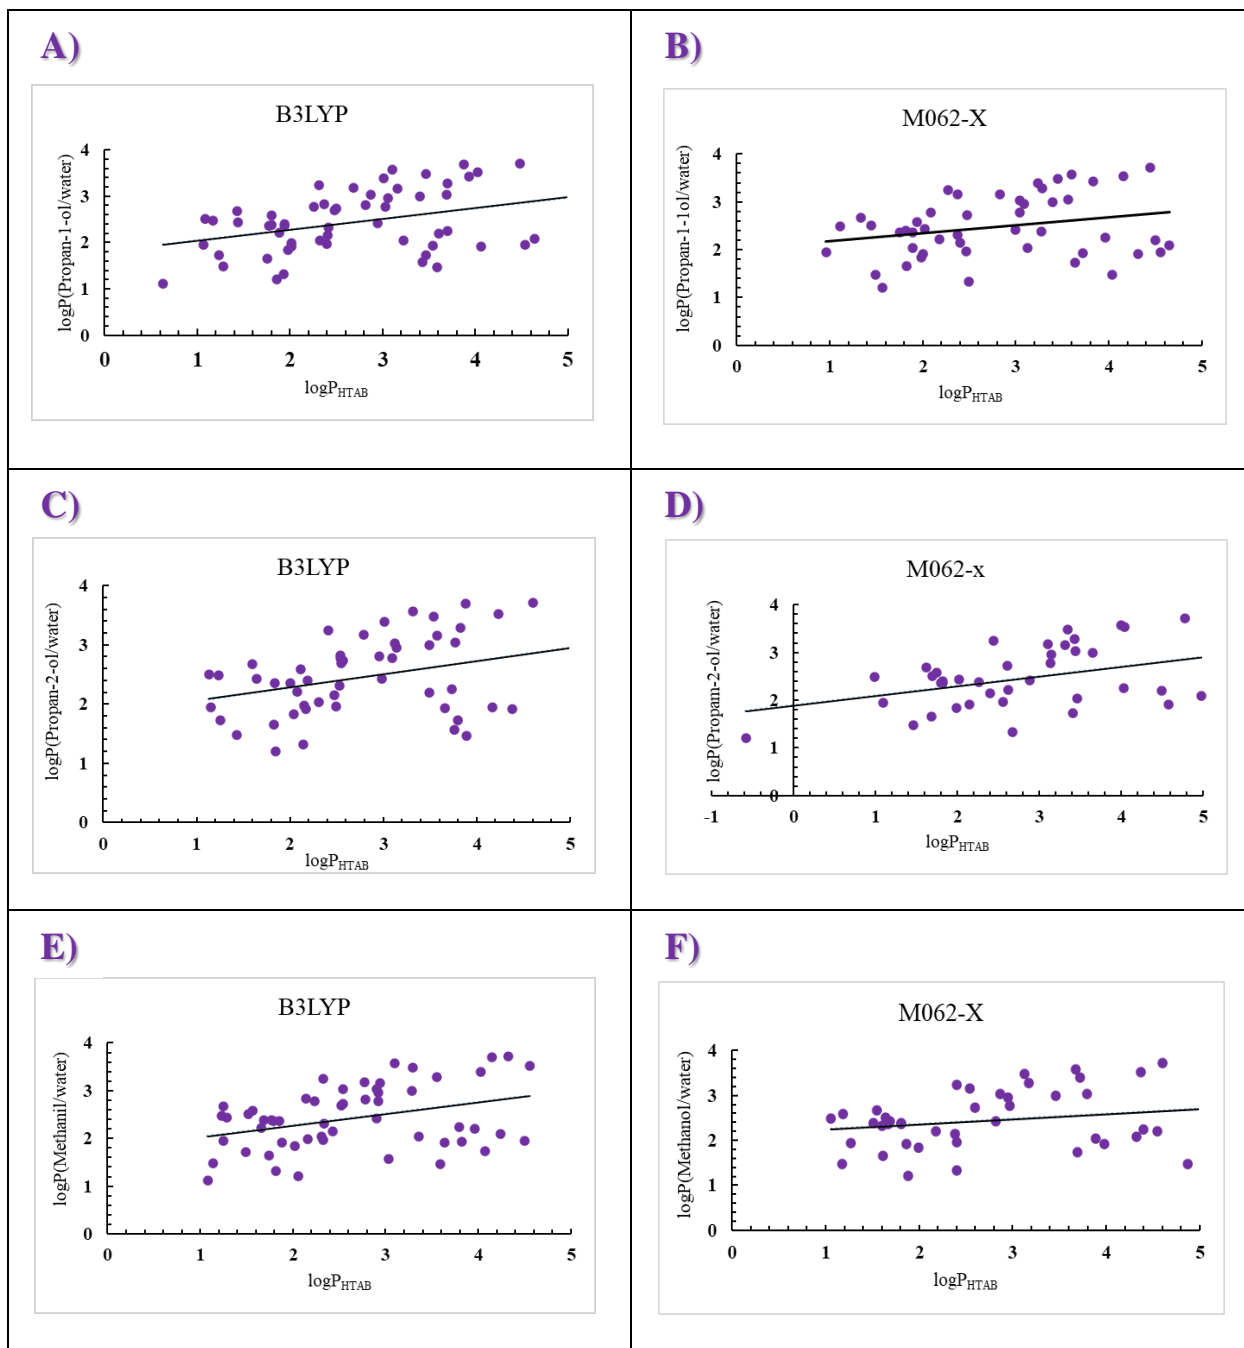 A)
B3LYP
logP(Propan-1-ol/water)
4
3
2
1
0
0 1 2 3 4 5
logPHTAB
B)
M062-X
logP(Propan-1-1ol/water)
4
3
2
1
0
0 1 2 3 4 5
logPHTAB
C)
B3LYP
logP(Propan-2-ol/water)
4
3
2
1
0
0 1 2 3 4 5
logPHTAB
D)
M062-x
logP(Propam-2-ol/water)
4
3
2
1
0
-1 0 1 2 3 4 5
logPHTAB
E)
B3LYP
logP(Methanil/water)
4
3
2
1
0
0 1 2 3 4 5
logPHTAB
F)
M062-X
logP(Methanol/water)
4
3
2
1
0
0 1 2 3 4 5
logPHTAB